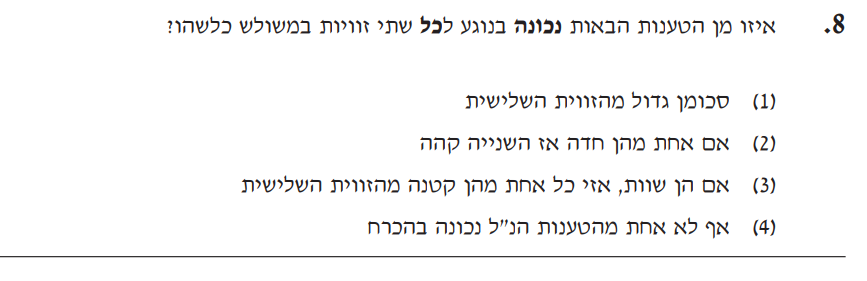 8. איזו מן הטענות הבאות נכונה בנוגע לכל שתי זוויות במשולש כלשהו?
(1) סכומן גדול מהזווית השלישית
(2) אם אחת מהן חדה אז השנייה קהה
(3) אם הן שוות, אזי כל אחת מהן קטנה מהזווית השלישית
(4) אף לא אחת מהטענות הנ"ל נכונה בהכרח